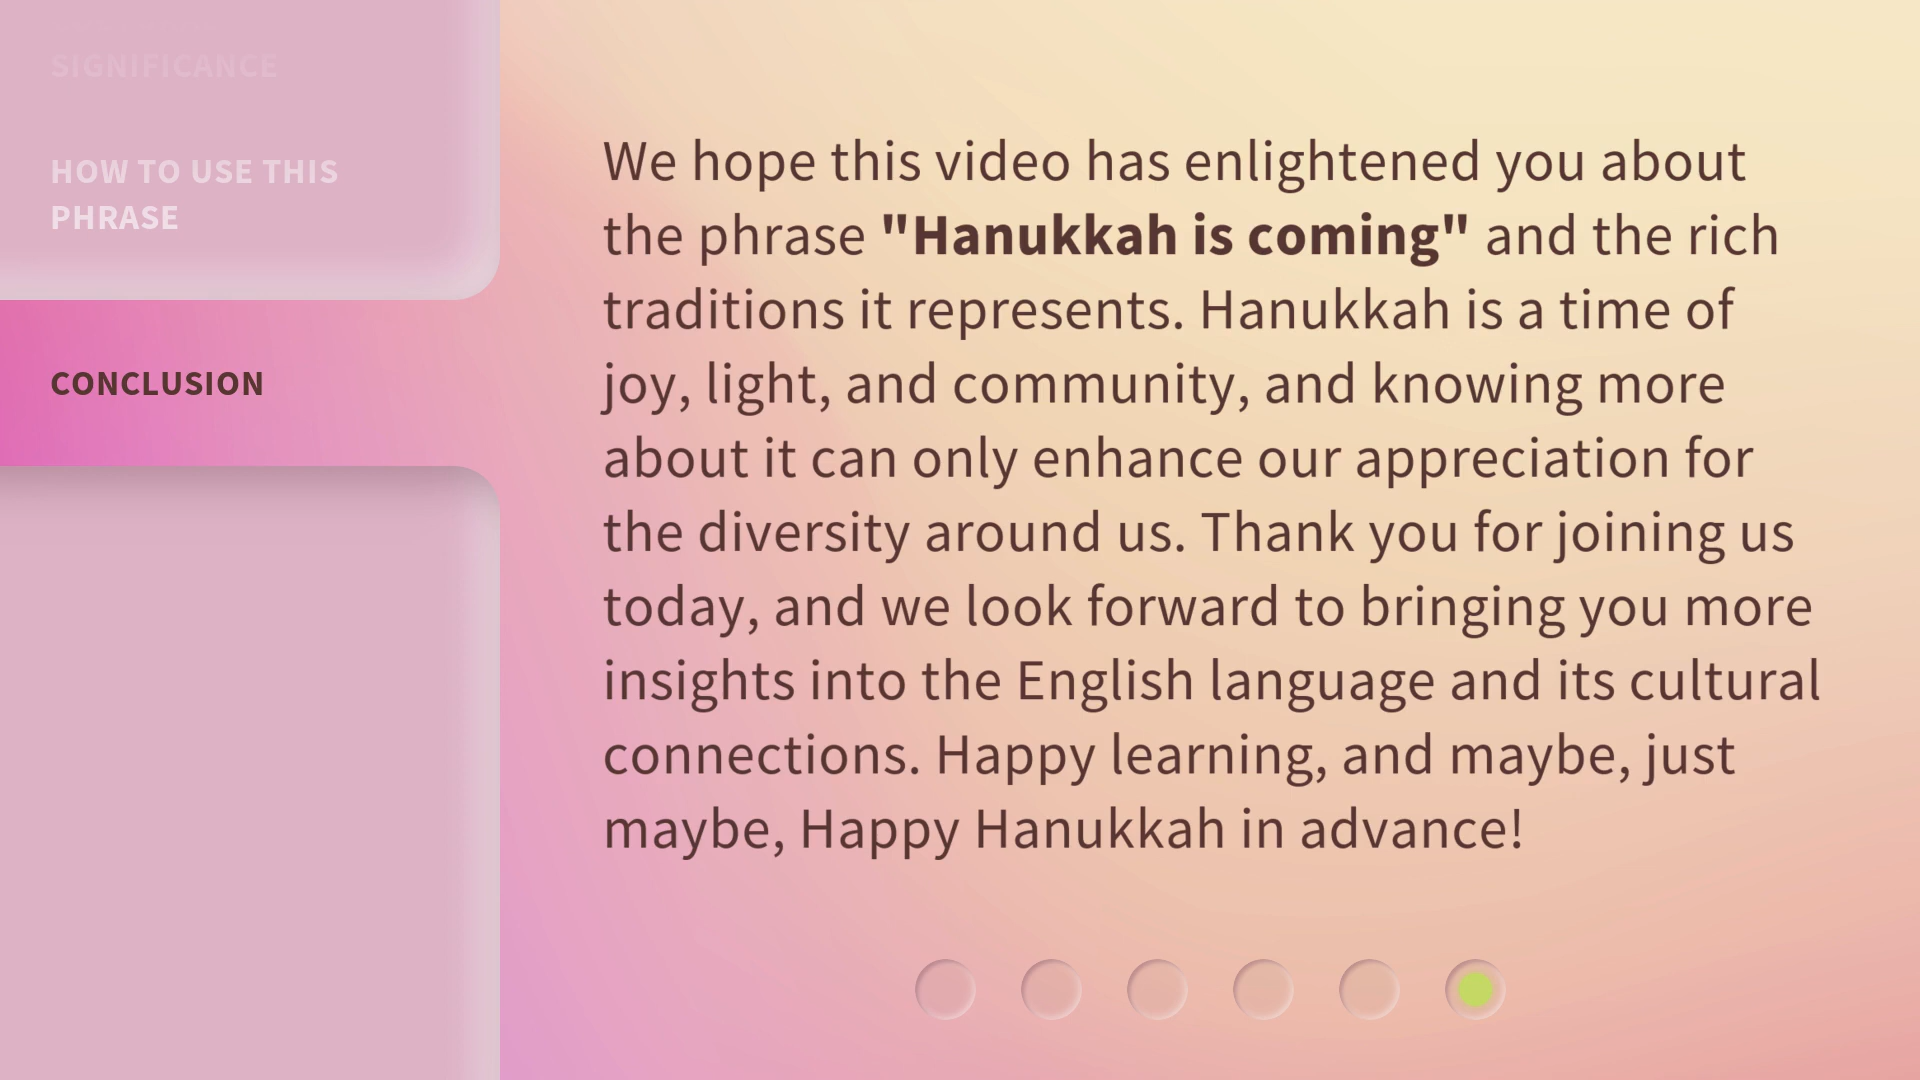 SIGNIFICANCE
HOW TO USE THIS
PHRASE
CONCLUSION
We hope this video has enlightened you about
the phrase "Hanukkah is coming" and the rich
traditions it represents. Hanukkah is a time of
joy, light, and community, and knowing more
about it can only enhance our appreciation for
the diversity around us. Thank you for joining us
today, and we look forward to bringing you more
insights into the English language and its cultural
connections. Happy learning, and maybe, just
maybe, Happy Hanukkah in advance!